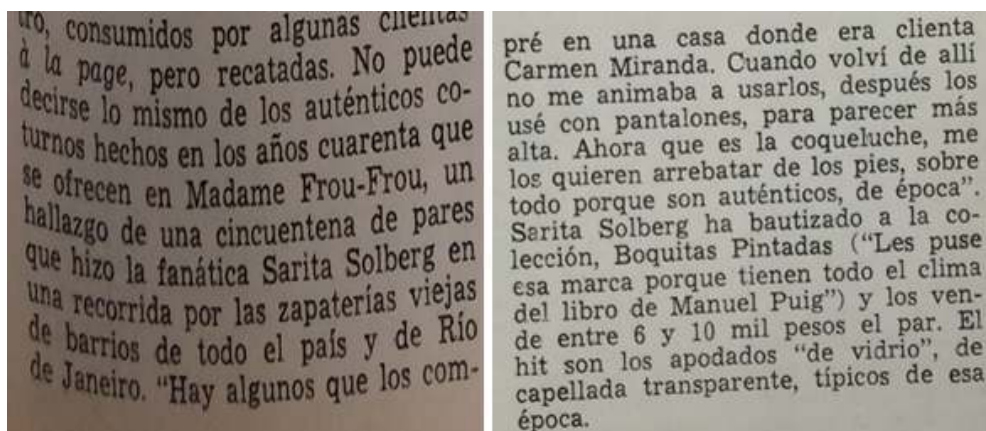 tro, consumidos por algunas clientas
à la page, pero recatadas. No puede
decirse lo mismo de los auténticos co-
turnos hechos en los años cuarenta que
se ofrecen en Madame Frou-Frou, un
hallazgo de una cincuentena de pares
que hizo la fanática Sarita Solberg en
una recorrida por las zapaterías viejas
de barrios de todo el país y de Río
de Janeiro. “Hay algunos que los com-
pré en una casa donde era clienta
Carmen Miranda. Cuando volví de allí
no me animaba a usarlos, después los
usé con pantalones, para parecer más
alta. Ahora que es la coqueluche, me
los quieren arrebatar de los pies, sobre
todo porque son auténticos, de época”.
Sarita Solberg ha bautizado a la co-
lección, Boquitas Pintadas (“Les puse
esa marca porque tienen todo el clima
del libro de Manuel Puig”) y los ven-
de entre 6 y 10 mil pesos el par. El
hit son los apodados “de vidrio”, de
capellada transparente, típicos de esa
época.